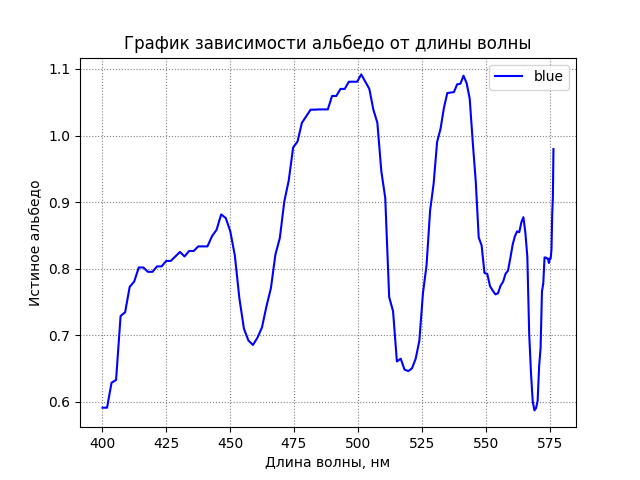 График зависимости альбедо от длины волны
blue
Истиное альбедо
1.1
1.0
0.9
0.8
0.7
0.6
400 425 450 475 500 525 550 575
Длина волны, нм